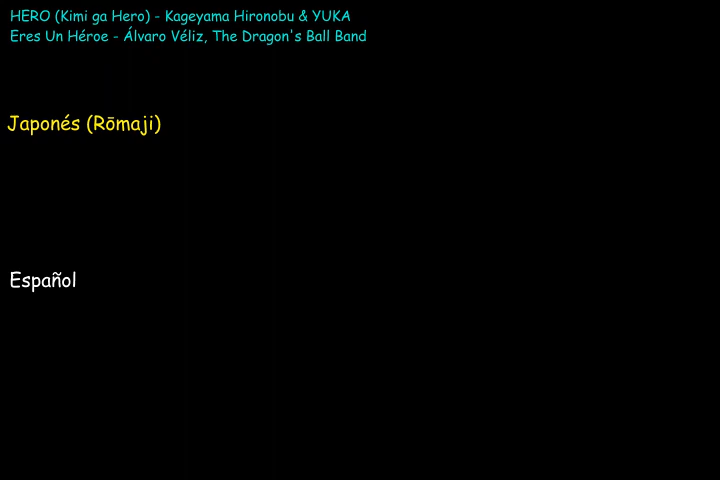 HERO (Kimi ga Hero) - Kageyama Hironobu & YUKA
Eres Un Héroe - Álvaro Véliz, The Dragon's Ball Band
Japonés (Rōmaji)
Español